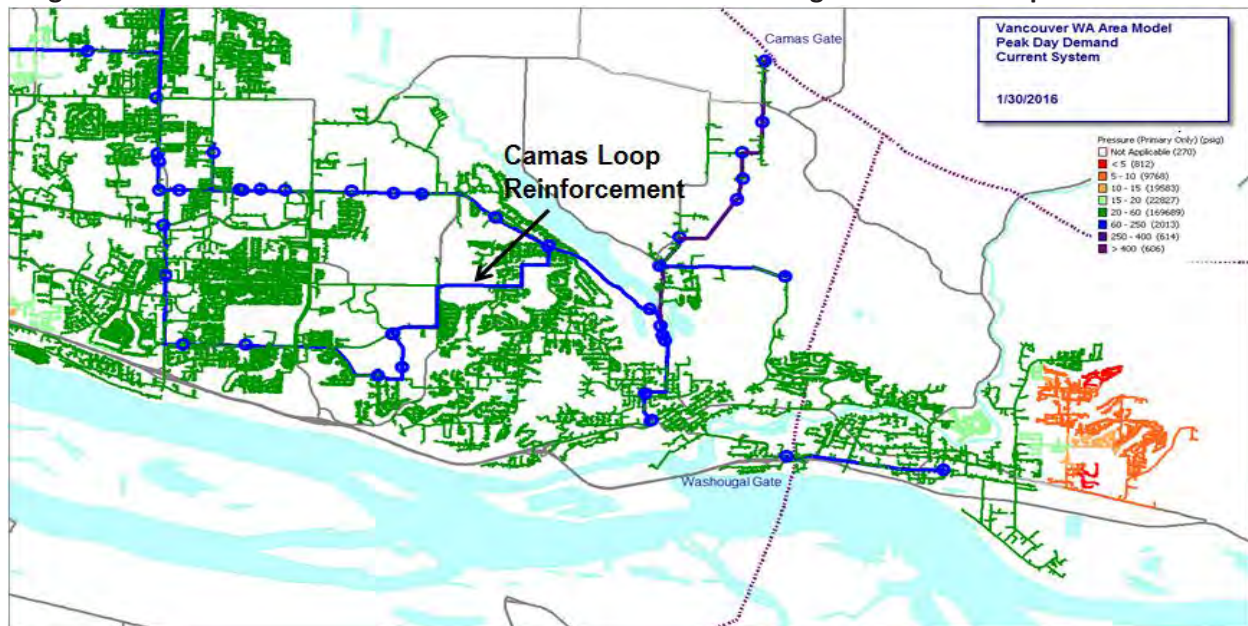 Camas Gate
Vancouver WA Area Model
Peak Day Demand
Current System
1/30/2016
Pressure (Primary Only) (psig)
Not Applicable (270)
< 5 (812)
5 - 10 (9768)
10 - 15 (19583)
15 - 20 (22827)
20 - 60 (169689)
60 - 250 (2013)
250 - 400 (614)
> 400 (606)
Camas Loop
Reinforcement
Washougal Gate